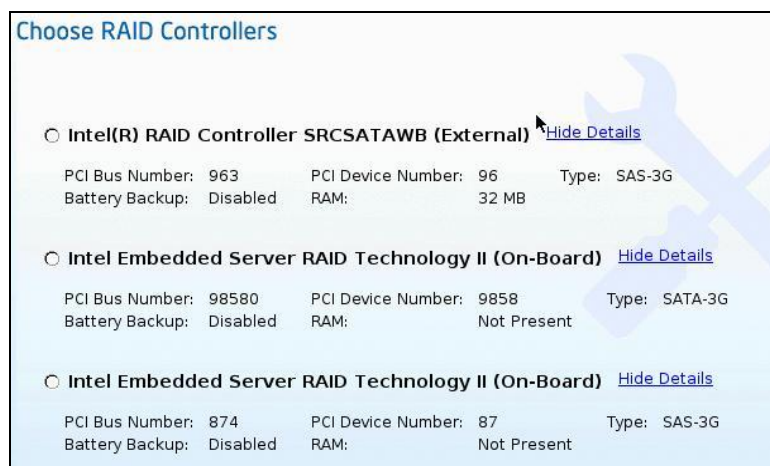 Choose RAID Controllers
Intel(R) RAID Controller SRCSATAWB (External) Hide Details
PCI Bus Number: 963 PCI Device Number: 96 Type: SAS-3G
Battery Backup: Disabled RAM: 32 MB
Intel Embedded Server RAID Technology II (On-Board) Hide Details
PCI Bus Number: 98580 PCI Device Number: 9858 Type: SATA-3G
Battery Backup: Disabled RAM: Not Present
Intel Embedded Server RAID Technology II (On-Board) Hide Details
PCI Bus Number: 874 PCI Device Number: 87 Type: SAS-3G
Battery Backup: Disabled RAM: Not Present